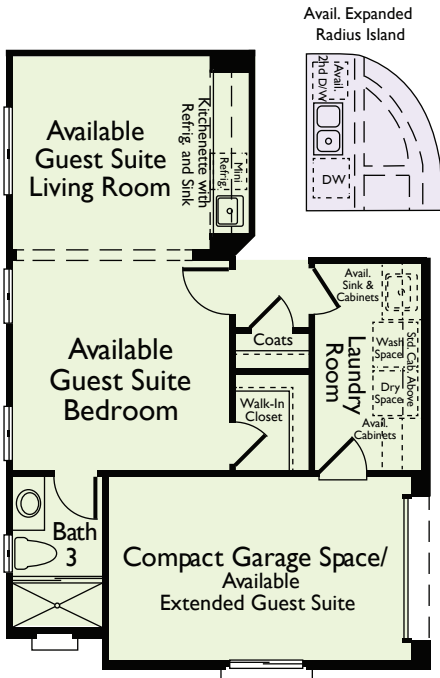 Avail. Expanded
Radius Island
Avail.
2nd D/W
DW
Available
Guest Suite
Living Room
Kitchenette with
Refrig. and Sink
Mini
Refrig.
Available
Guest Suite
Bedroom
Coats
Walk-In
Closet
Avail.
Sink &
Cabinets
Laundry
Room
Wash
Space
Dry
Space
Std. Cab. Above
Avail.
Cabinets
Bath
3
Compact Garage Space/
Available
Extended Guest Suite